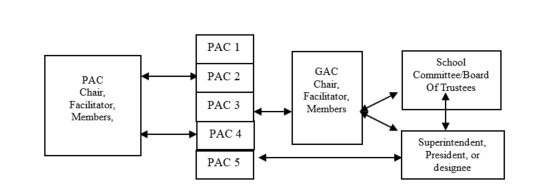 PAC
Chair,
Facilitator,
Members,
PAC 1
PAC 2
PAC 3
PAC 4
PAC 5
GAC
Chair,
Facilitator,
Members
School
Committee/Board
Of Trustees
Superintendent,
President, or
designee